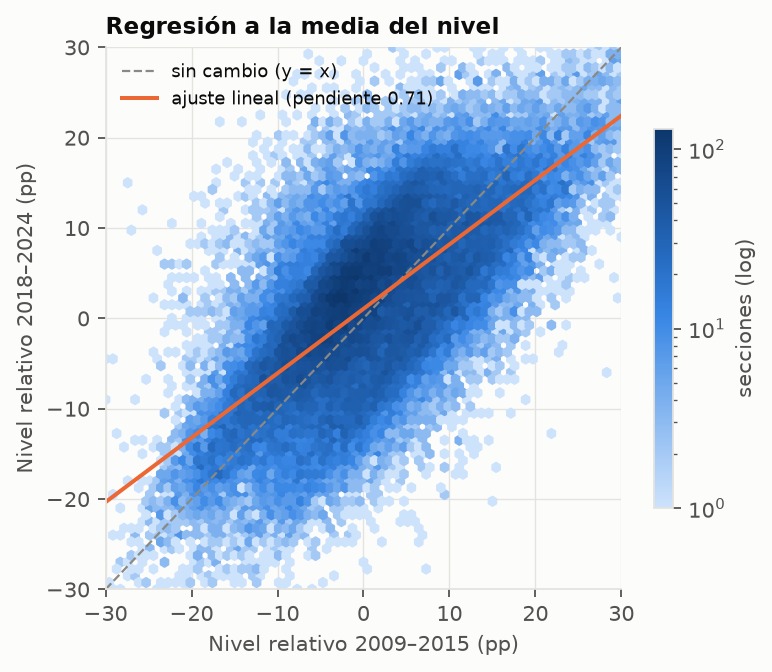 Regresión a la media del nivel
sin cambio (y = x)
ajuste lineal (pendiente 0.71)
30
20
10
0
−10
−20
−30
Nivel relativo 2018–2024 (pp)
−30
−20
−10
0
10
20
30
Nivel relativo 2009–2015 (pp)
10²
10¹
10⁰
secciones (log)